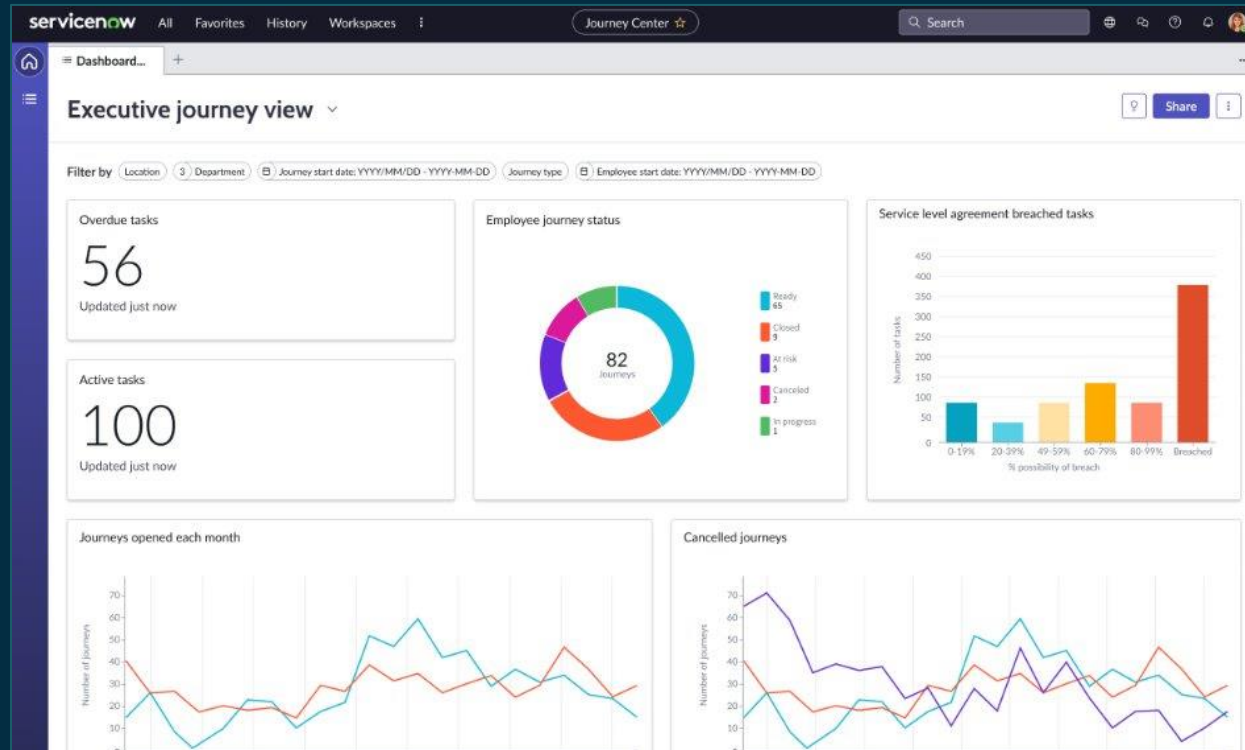 servicenow All Favorites History Workspaces Journey Center Search
Dashboard...
Executive journey view
Share
Filter by Location 3 Department Journey start date: YYYY/MM/DD - YYYY-MM-DD Journey type Employee start date: YYYY/MM/DD - YYYY-MM-DD
Overdue tasks
56
Updated just now
Active tasks
100
Updated just now
Employee journey status
82
Journeys
Ready
65
Closed
9
At risk
5
Canceled
2
In progress
1
Service level agreement breached tasks
Number of tasks
450
400
350
300
250
200
150
100
50
0
0-19% 20-39% 49-59% 60-79% 80-99% Breached
% possibility of breach
Journeys opened each month
Number of journeys
70
60
50
40
30
20
10
Cancelled journeys
Number of journeys
70
60
50
40
30
20
10